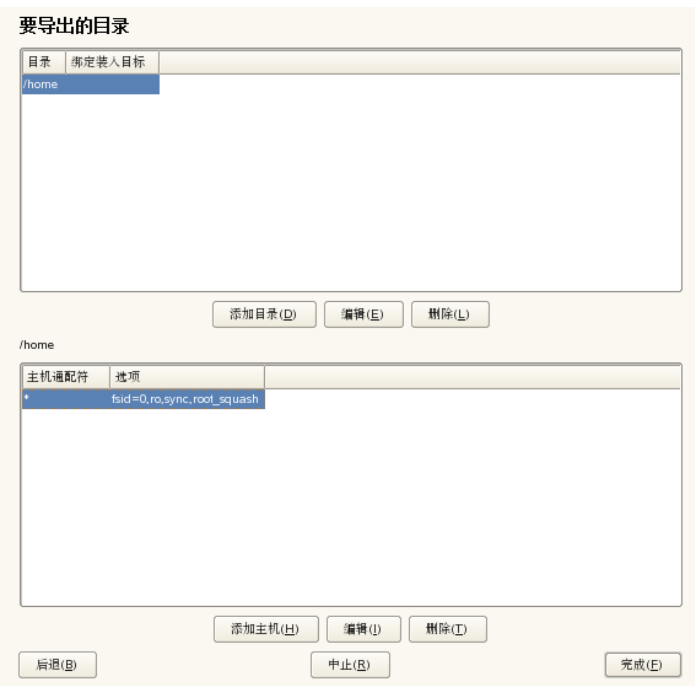 要导出的目录
目录 绑定装入目标
/home
添加目录(D) 编辑(E) 删除(L)
/home
主机通配符 选项
* fsid=0,ro,sync,root_squash
添加主机(H) 编辑(I) 删除(T)
后退(B) 中止(R) 完成(F)